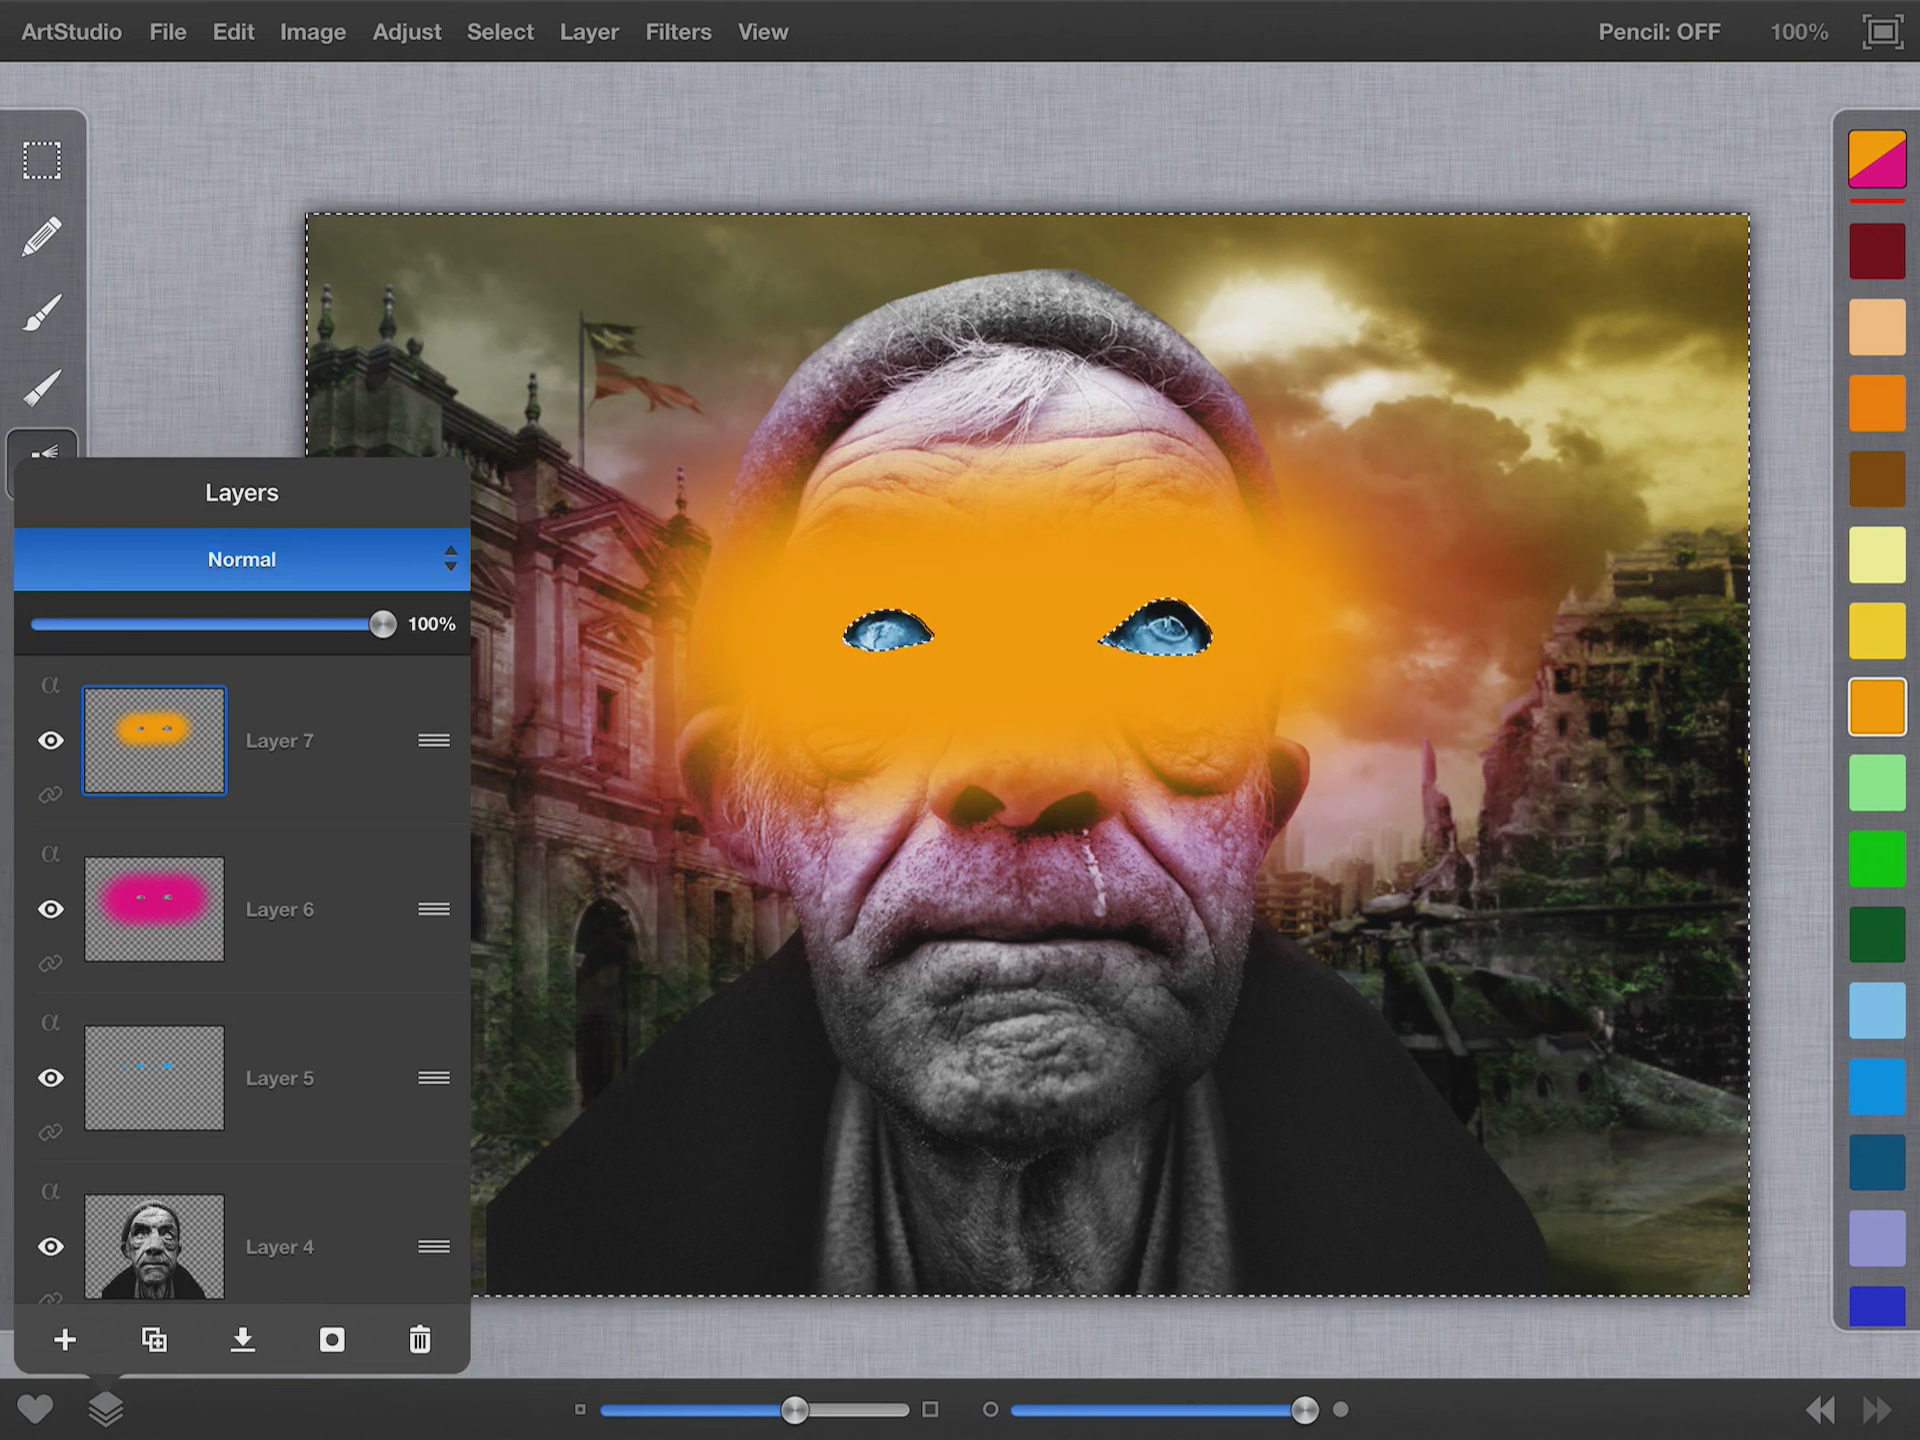 ArtStudio File Edit Image Adjust Select Layer Filters View Pencil: OFF 100%
Layers
Normal
100%
α
Layer 7
α
Layer 6
α
Layer 5
α
Layer 4